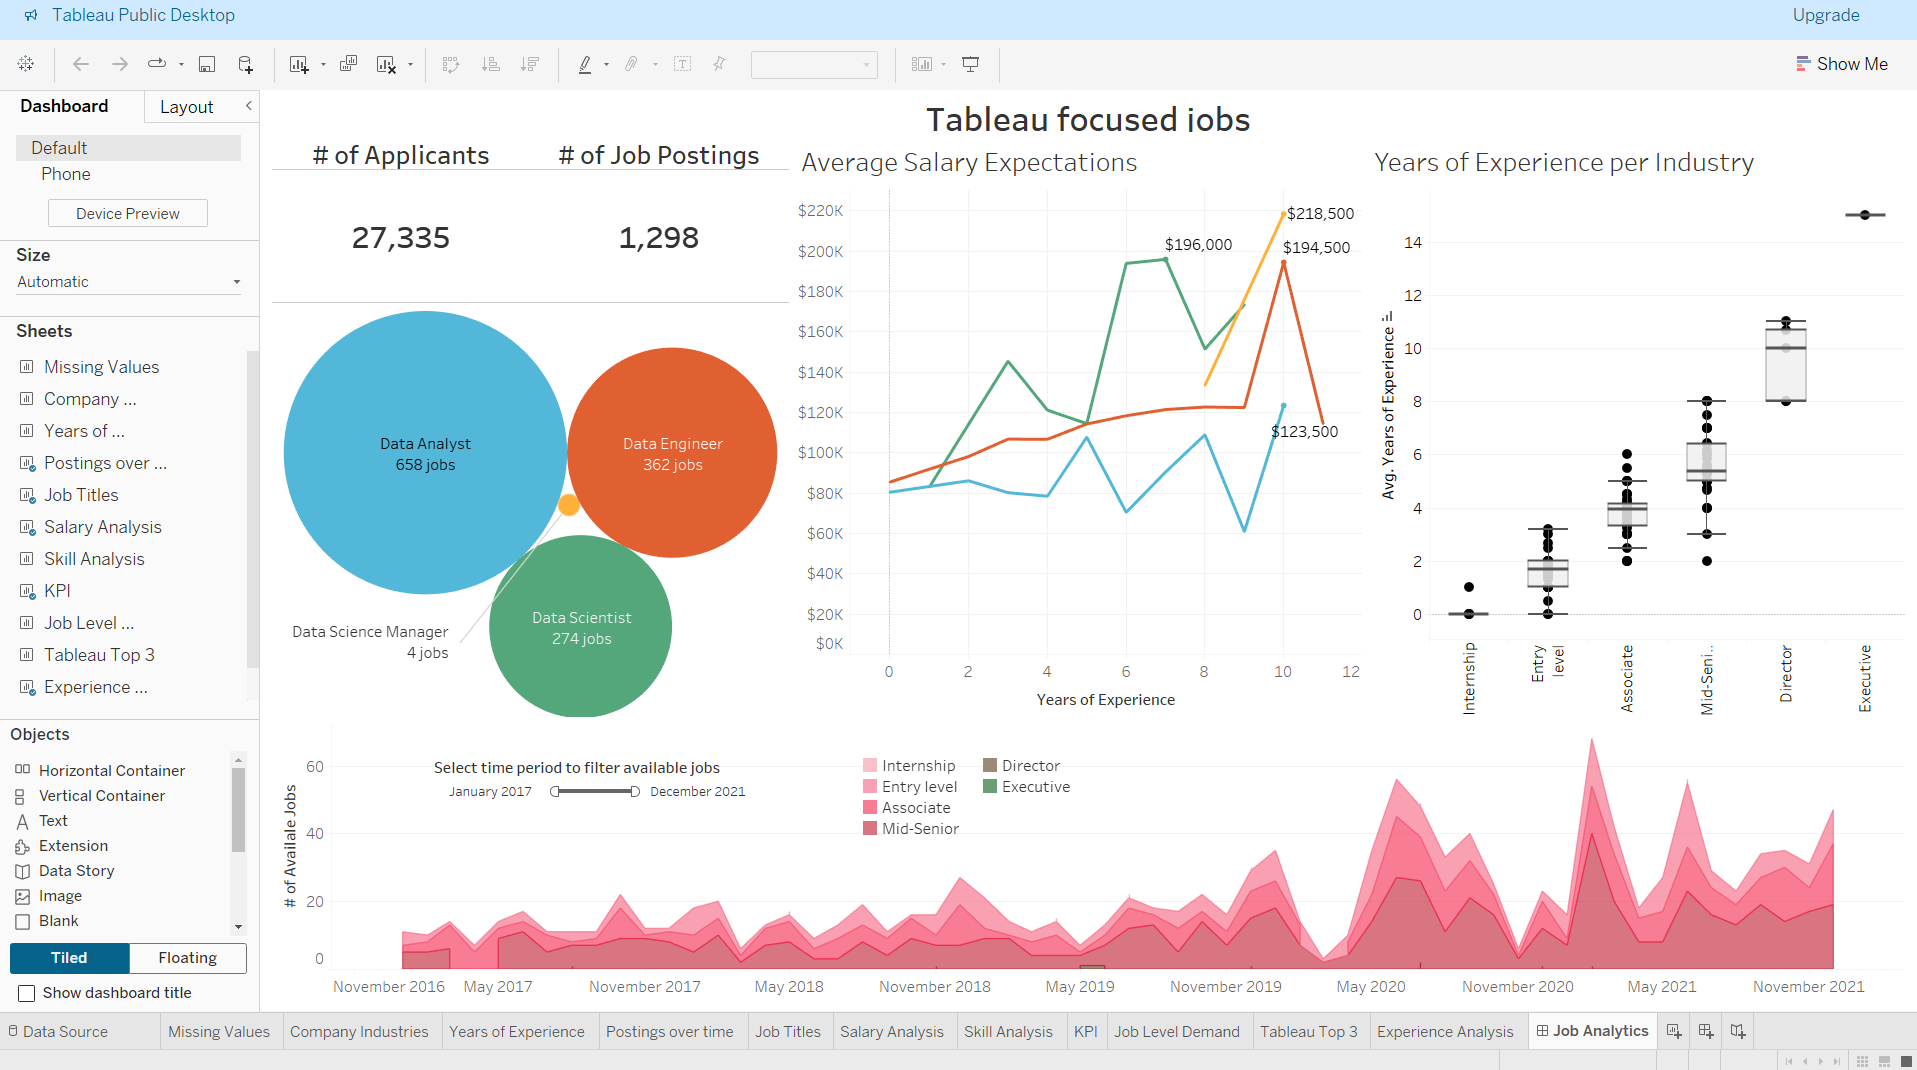 Tableau Public Desktop
Upgrade
Show Me
Dashboard
Layout
Default
Phone
Device Preview
Size
Automatic
Sheets
Missing Values
Company ...
Years of ...
Postings over ...
Job Titles
Salary Analysis
Skill Analysis
KPI
Job Level ...
Tableau Top 3
Experience ...
Objects
Horizontal Container
Vertical Container
Text
Extension
Data Story
Image
Blank
Tiled
Floating
Show dashboard title
Tableau focused jobs
# of Applicants
# of Job Postings
27,335
1,298
Data Analyst
658 jobs
Data Engineer
362 jobs
Data Scientist
274 jobs
Data Science Manager
4 jobs
Average Salary Expectations
$220K
$200K
$180K
$160K
$140K
$120K
$100K
$80K
$60K
$40K
$20K
$0K
$218,500
$196,000
$194,500
$123,500
0 2 4 6 8 10 12
Years of Experience
Years of Experience per Industry
Avg. Years of Experience
14
12
10
8
6
4
2
0
Internship
Entry
level
Associate
Mid-Seni..
Director
Executive
Select time period to filter available jobs
January 2017
December 2021
Internship
Entry level
Associate
Mid-Senior
Director
Executive
# of Availale Jobs
60
40
20
0
November 2016 May 2017 November 2017 May 2018 November 2018 May 2019 November 2019 May 2020 November 2020 May 2021 November 2021
Data Source
Missing Values
Company Industries
Years of Experience
Postings over time
Job Titles
Salary Analysis
Skill Analysis
KPI
Job Level Demand
Tableau Top 3
Experience Analysis
Job Analytics